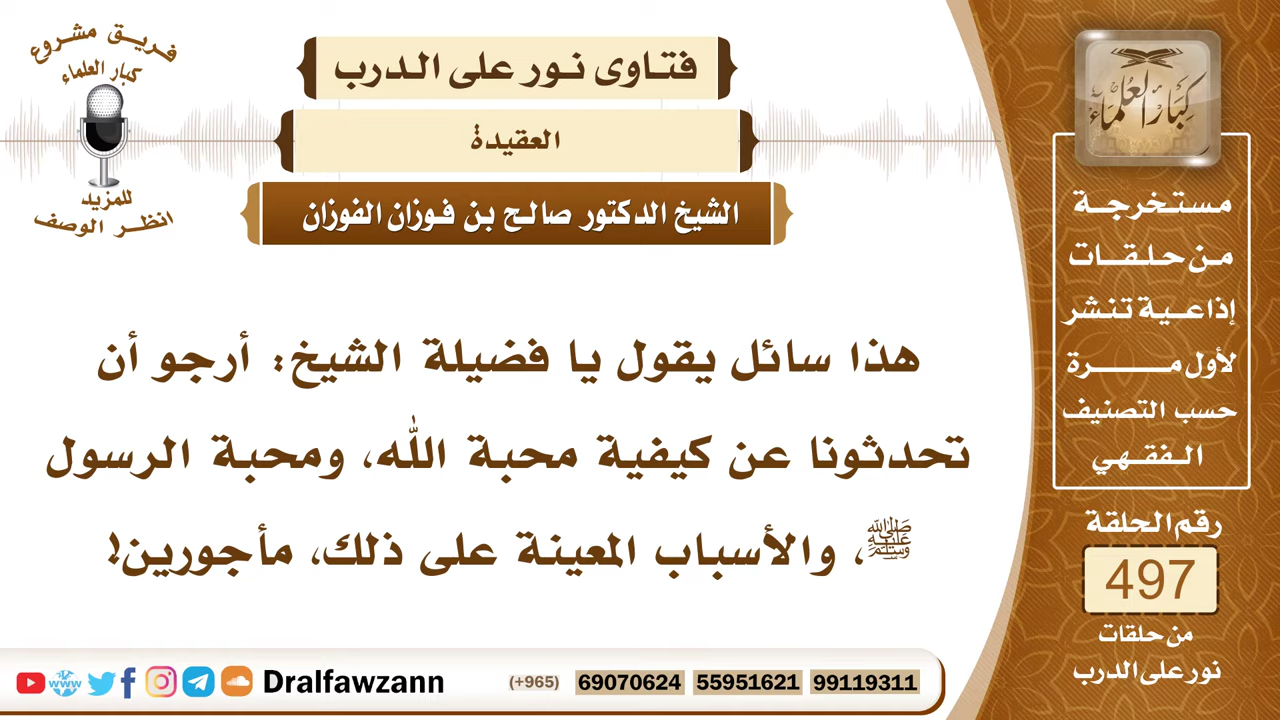 فريق مشروع
كبار العلماء
للمزيد
انظر الوصف
فتاوى نور على الدرب
العقيدة
الشيخ الدكتور صالح بن فوزان الفوزان
كبار العلماء
مستخرجة
من حلقات
إذاعية تنشر
لأول مرة
حسب التصنيف
الفقهي
رقم الحلقة
497
من حلقات
نور على الدرب
هذا سائل يقول يا فضيلة الشيخ: أرجو أن
تحدثونا عن كيفية محبة الله، ومحبة الرسول
ﷺ، والأسباب المعينة على ذلك، مأجورين!
www Dralfawzann (+965) 69070624 55951621 99119311